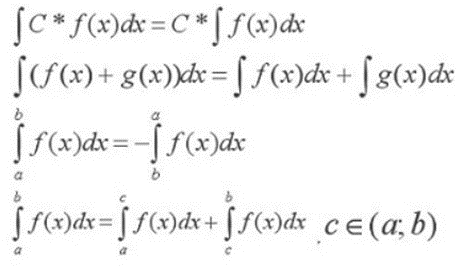 ∫C * f(x)dx = C * ∫f(x)dx
∫(f(x) + g(x))dx = ∫f(x)dx + ∫g(x)dx
∫_a^b f(x)dx = -∫_b^a f(x)dx
∫_a^b f(x)dx = ∫_a^c f(x)dx + ∫_c^b f(x)dx . c ∈ (a; b)